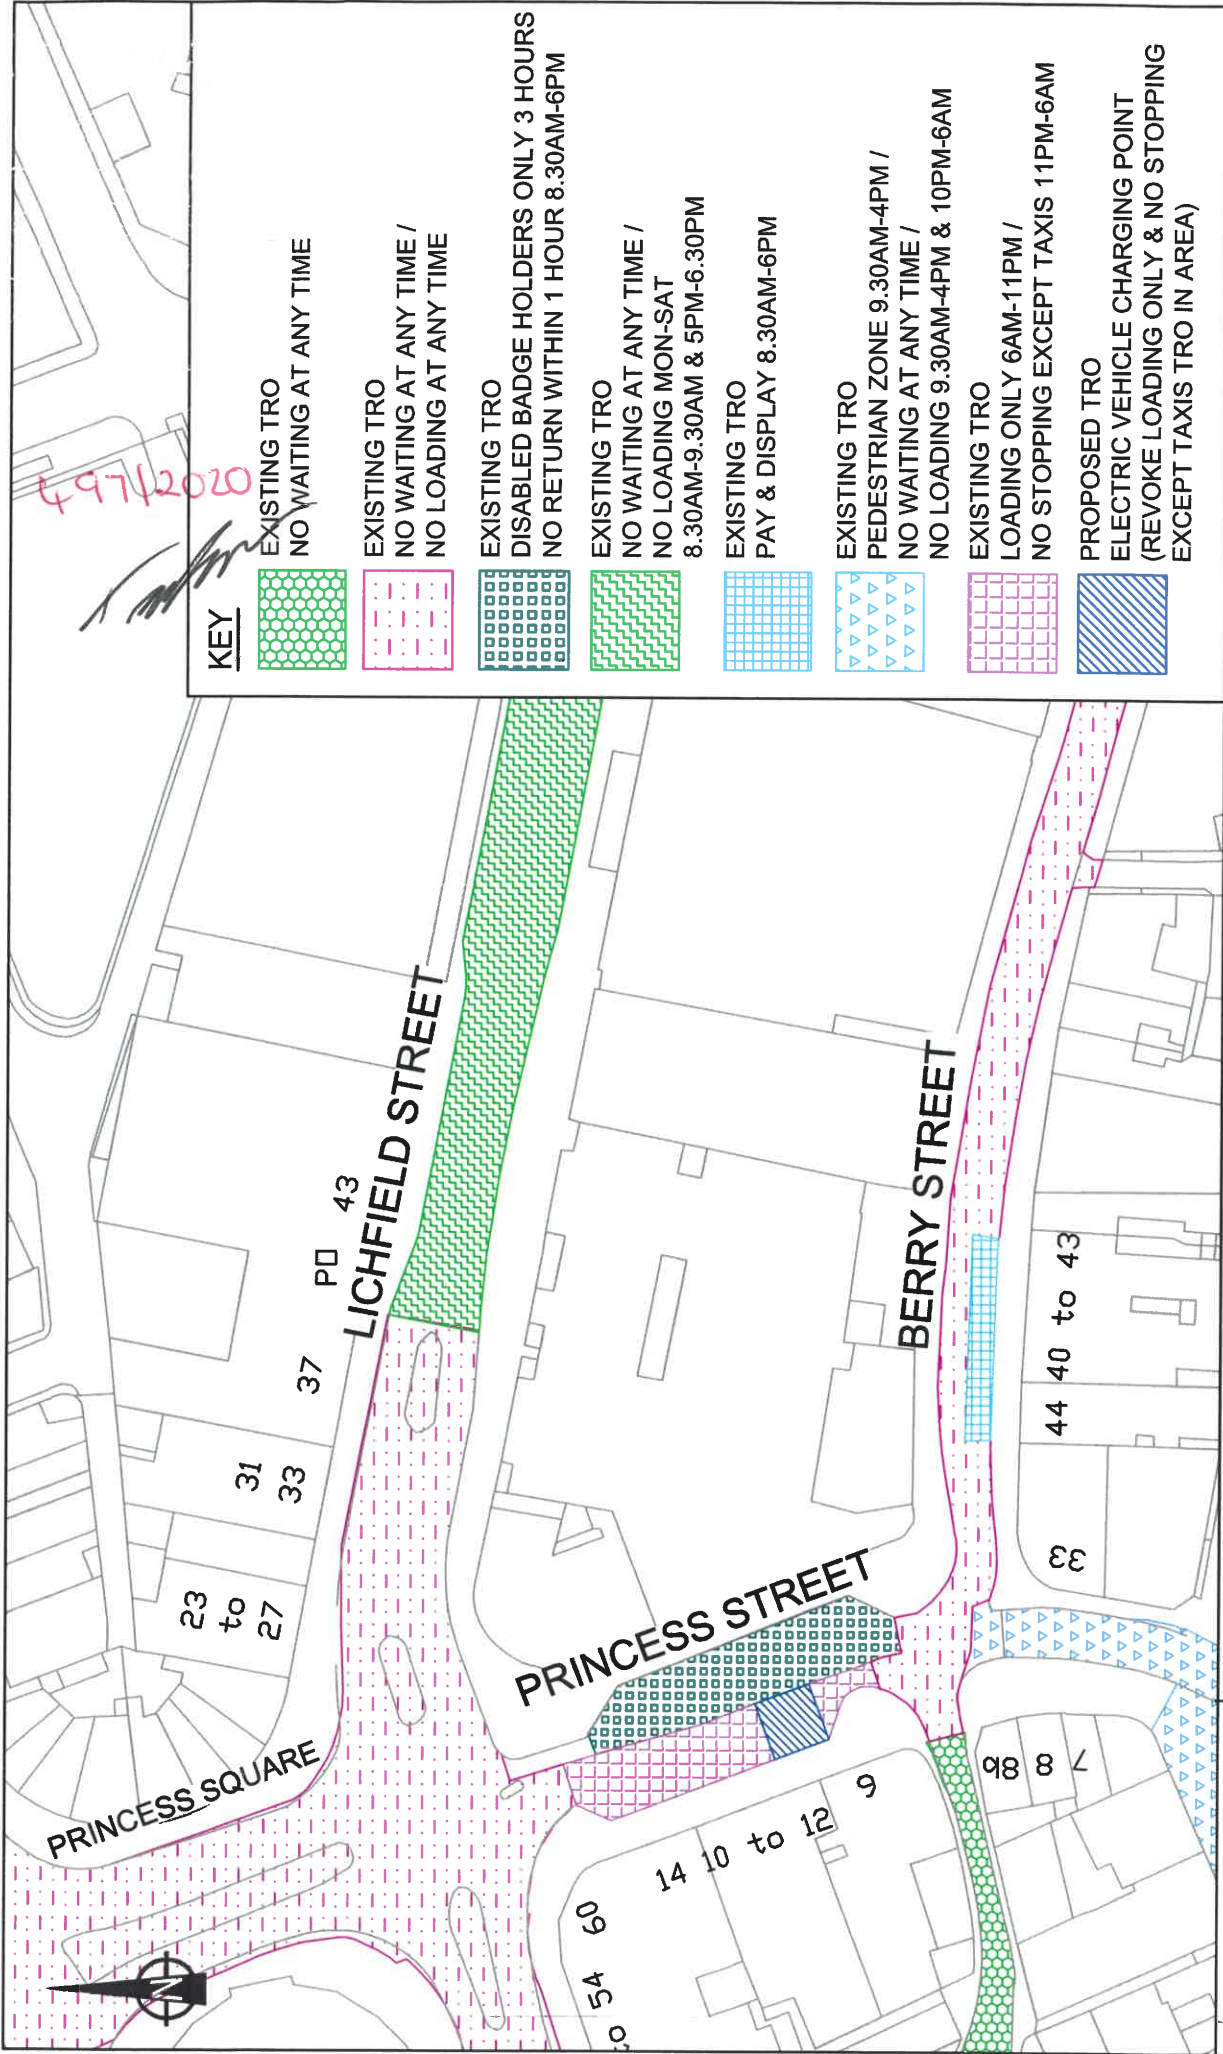 497/2020
KEY
EXISTING TRO
NO WAITING AT ANY TIME
EXISTING TRO
NO WAITING AT ANY TIME /
NO LOADING AT ANY TIME
EXISTING TRO
DISABLED BADGE HOLDERS ONLY 3 HOURS
NO RETURN WITHIN 1 HOUR 8.30AM-6PM
EXISTING TRO
NO WAITING AT ANY TIME /
NO LOADING MON-SAT
8.30AM-9.30AM & 5PM-6.30PM
EXISTING TRO
PAY & DISPLAY 8.30AM-6PM
EXISTING TRO
PEDESTRIAN ZONE 9.30AM-4PM /
NO WAITING AT ANY TIME /
NO LOADING 9.30AM-4PM & 10PM-6AM
EXISTING TRO
LOADING ONLY 6AM-11PM /
NO STOPPING EXCEPT TAXIS 11PM-6AM
PROPOSED TRO
ELECTRIC VEHICLE CHARGING POINT
(REVOKE LOADING ONLY & NO STOPPING
EXCEPT TAXIS TRO IN AREA)
PRINCESS SQUARE
23
to
27
31
33
37
PO
43
LICHFIELD STREET
PRINCESS STREET
BERRY STREET
N
54
60
14
10 to 12
9
8b
8
7
33
44
40 to 43